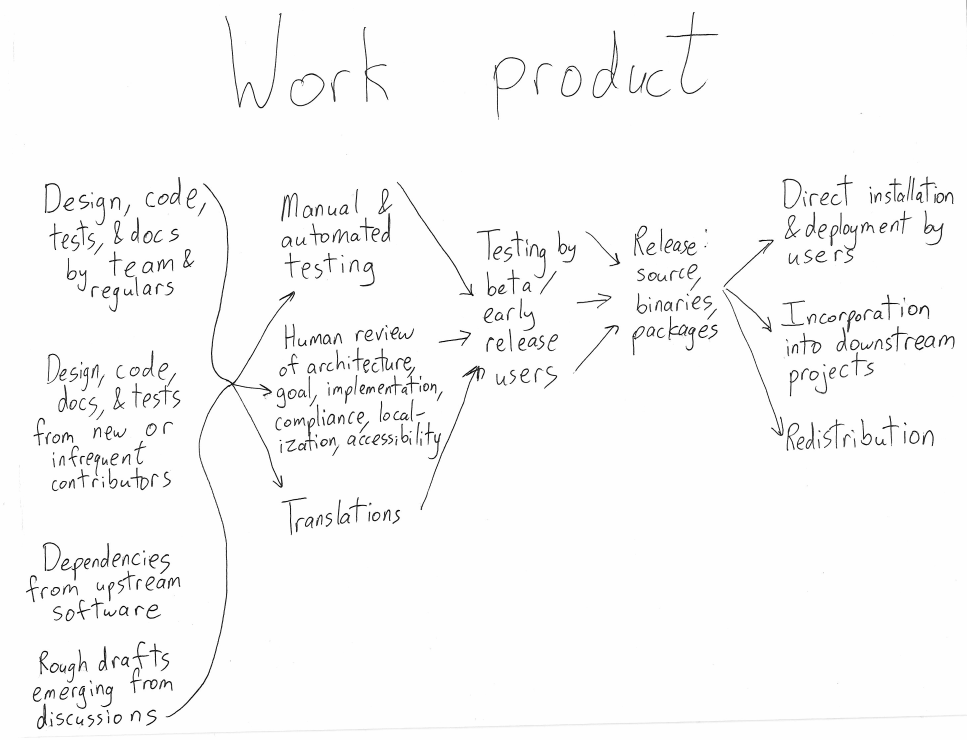 Work product
Design, code,
tests, & docs
by team &
regulars
Design, code,
docs, & tests
from new or
infrequent
contributors
Dependencies
from upstream
software
Rough drafts
emerging from
discussions
Manual &
automated
testing
Human review
of architecture,
goal, implementation,
compliance, local-
ization, accessibility
Translations
Testing by
beta/
early
release
users
Release:
source,
binaries,
packages
Direct installation
& deployment by
users
Incorporation
into downstream
projects
Redistribution